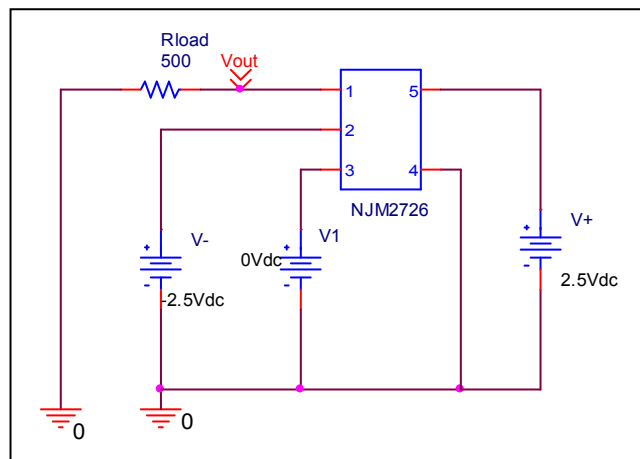 Rload
500
Vout
1
5
2
3
4
NJM2726
V-
+
-
-2.5Vdc
V1
+
0Vdc
-
V+
+
-
2.5Vdc
0
0